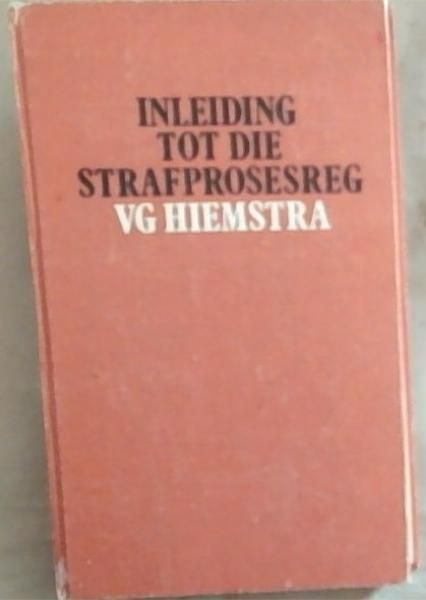 INLEIDING
TOT DIE
STRAFPROSESREG
VG HIEMSTRA